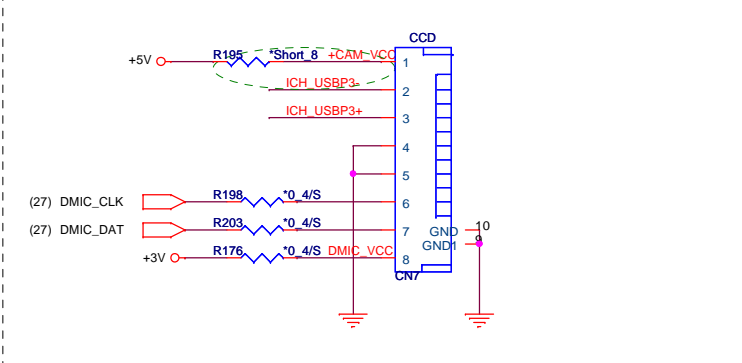 CCD
+5V R195 *Short_8 +CAM_VCC 1
ICH_USBP3- 2
ICH_USBP3+ 3
4
5
(27) DMIC_CLK R198 *0_4/S 6
(27) DMIC_DAT R203 *0_4/S 7 GND 10
GND1 9
+3V R176 *0_4/S DMIC_VCC 8
CN7